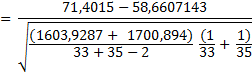 = 71,4015 – 58,6607143
√ (1603,9287 + 1700,894) / 33 + 35 − 2 (1/33 + 1)/35